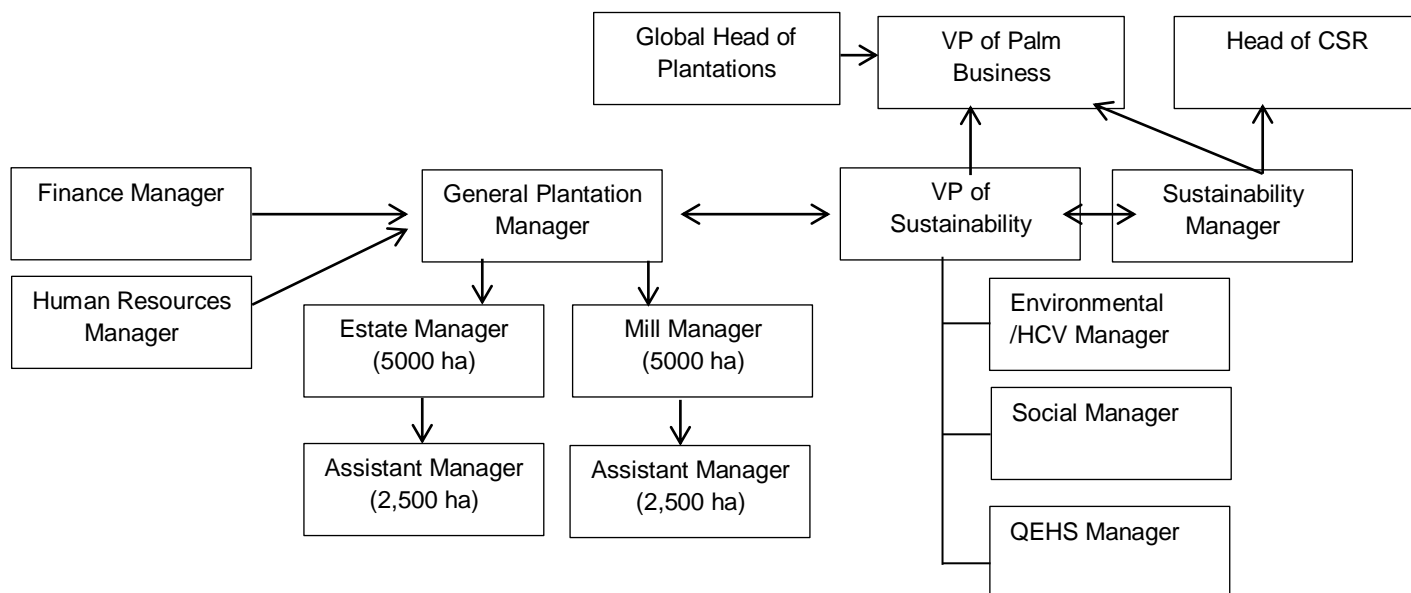 Global Head of
Plantations
VP of Palm
Business
Head of CSR
Finance Manager
General Plantation
Manager
VP of
Sustainability
Sustainability
Manager
Human Resources
Manager
Estate Manager
(5000 ha)
Mill Manager
(5000 ha)
Environmental
/HCV Manager
Assistant Manager
(2,500 ha)
Assistant Manager
(2,500 ha)
Social Manager
QEHS Manager